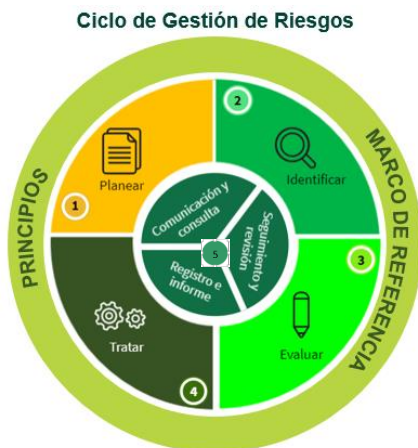 Ciclo de Gestión de Riesgos
PRINCIPIOS
MARCO DE REFERENCIA
1
Planear
2
Identificar
3
Evaluar
4
Tratar
5
Comunicación y
consulta
Seguimiento y
revisión
Registro e
informe